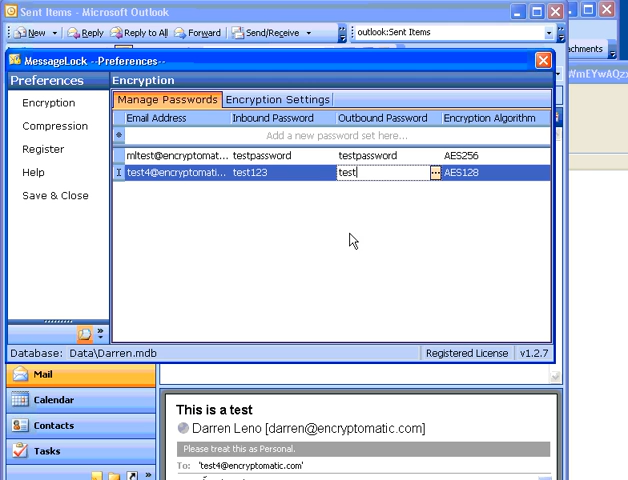 Sent Items - Microsoft Outlook
New Reply Reply to All Forward Send/Receive outlook:Sent Items
achments
MessageLock --Preferences--
WmEYwAQz
Preferences Encryption
Encryption
Compression
Register
Help
Save & Close
Manage Passwords Encryption Settings
Email Address Inbound Password Outbound Password Encryption Algorithm
Add a new password set here...
mltest@encryptomat... testpassword testpassword AES256
test4@encryptomati... test123 test AES128
Database: Data\Darren.mdb Registered License v1.2.7
Mail
Calendar
Contacts
Tasks
This is a test
Darren Leno [darren@encryptomatic.com]
Please treat this as Personal.
To: 'test4@encryptomatic.com'